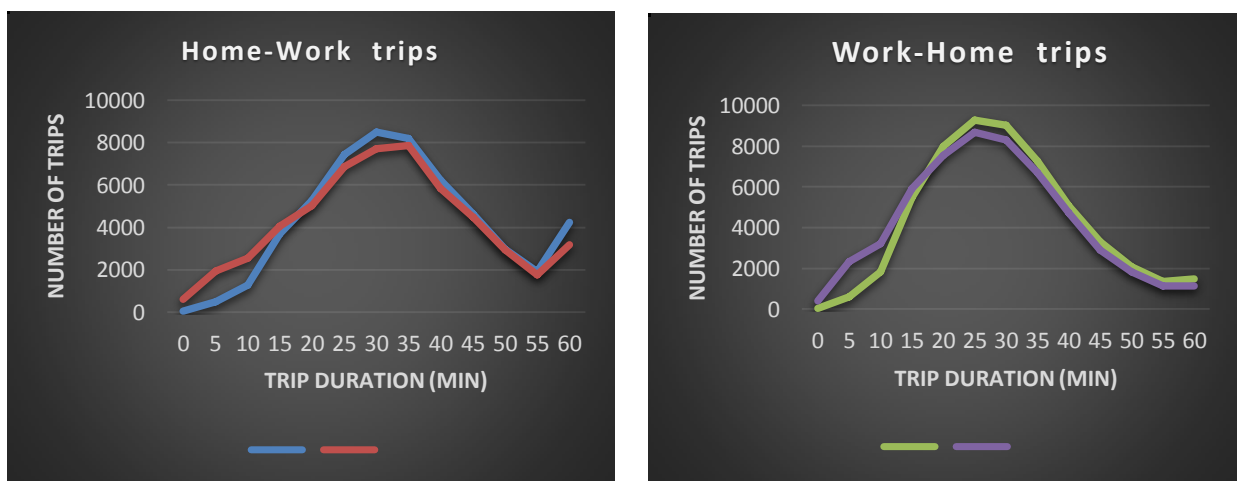 Home-Work trips
NUMBER OF TRIPS
10000
8000
6000
4000
2000
0
0 5 10 15 20 25 30 35 40 45 50 55 60
TRIP DURATION (MIN)
Work-Home trips
NUMBER OF TRIPS
10000
8000
6000
4000
2000
0
0 5 10 15 20 25 30 35 40 45 50 55 60
TRIP DURATION (MIN)